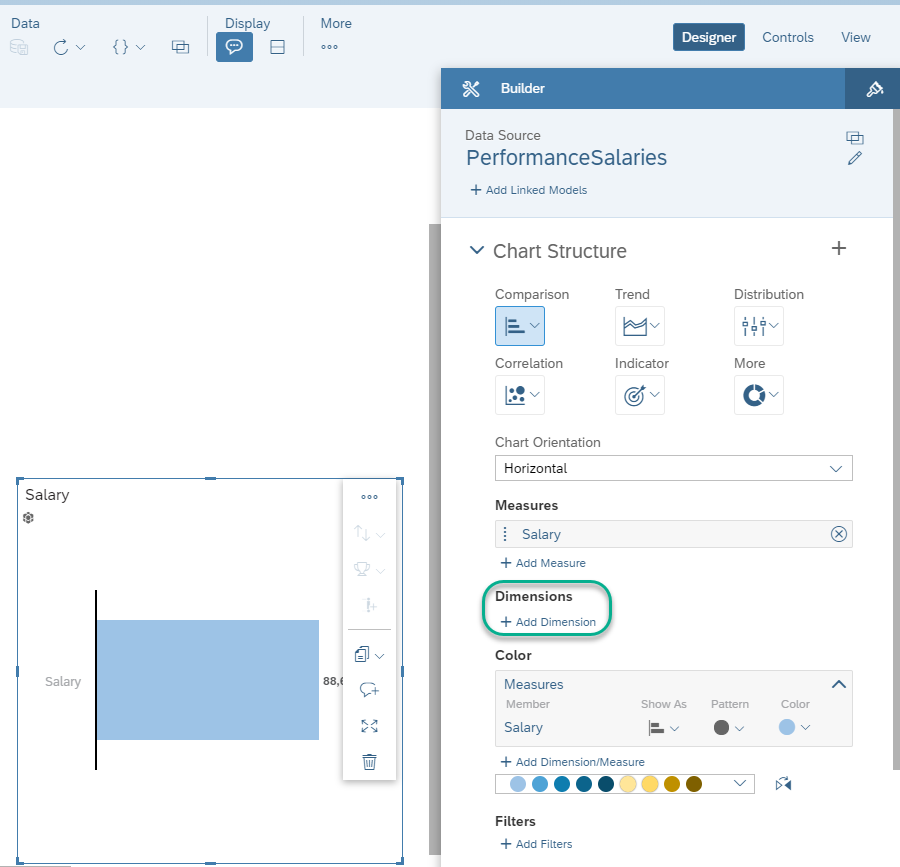 Data
Display
More
Designer
Controls
View
Builder
Data Source
PerformanceSalaries
+ Add Linked Models
Chart Structure
Comparison
Trend
Distribution
Correlation
Indicator
More
Chart Orientation
Horizontal
Measures
Salary
+ Add Measure
Dimensions
+ Add Dimension
Color
Measures
Member
Show As
Pattern
Color
Salary
+ Add Dimension/Measure
Filters
+ Add Filters
Salary
Salary